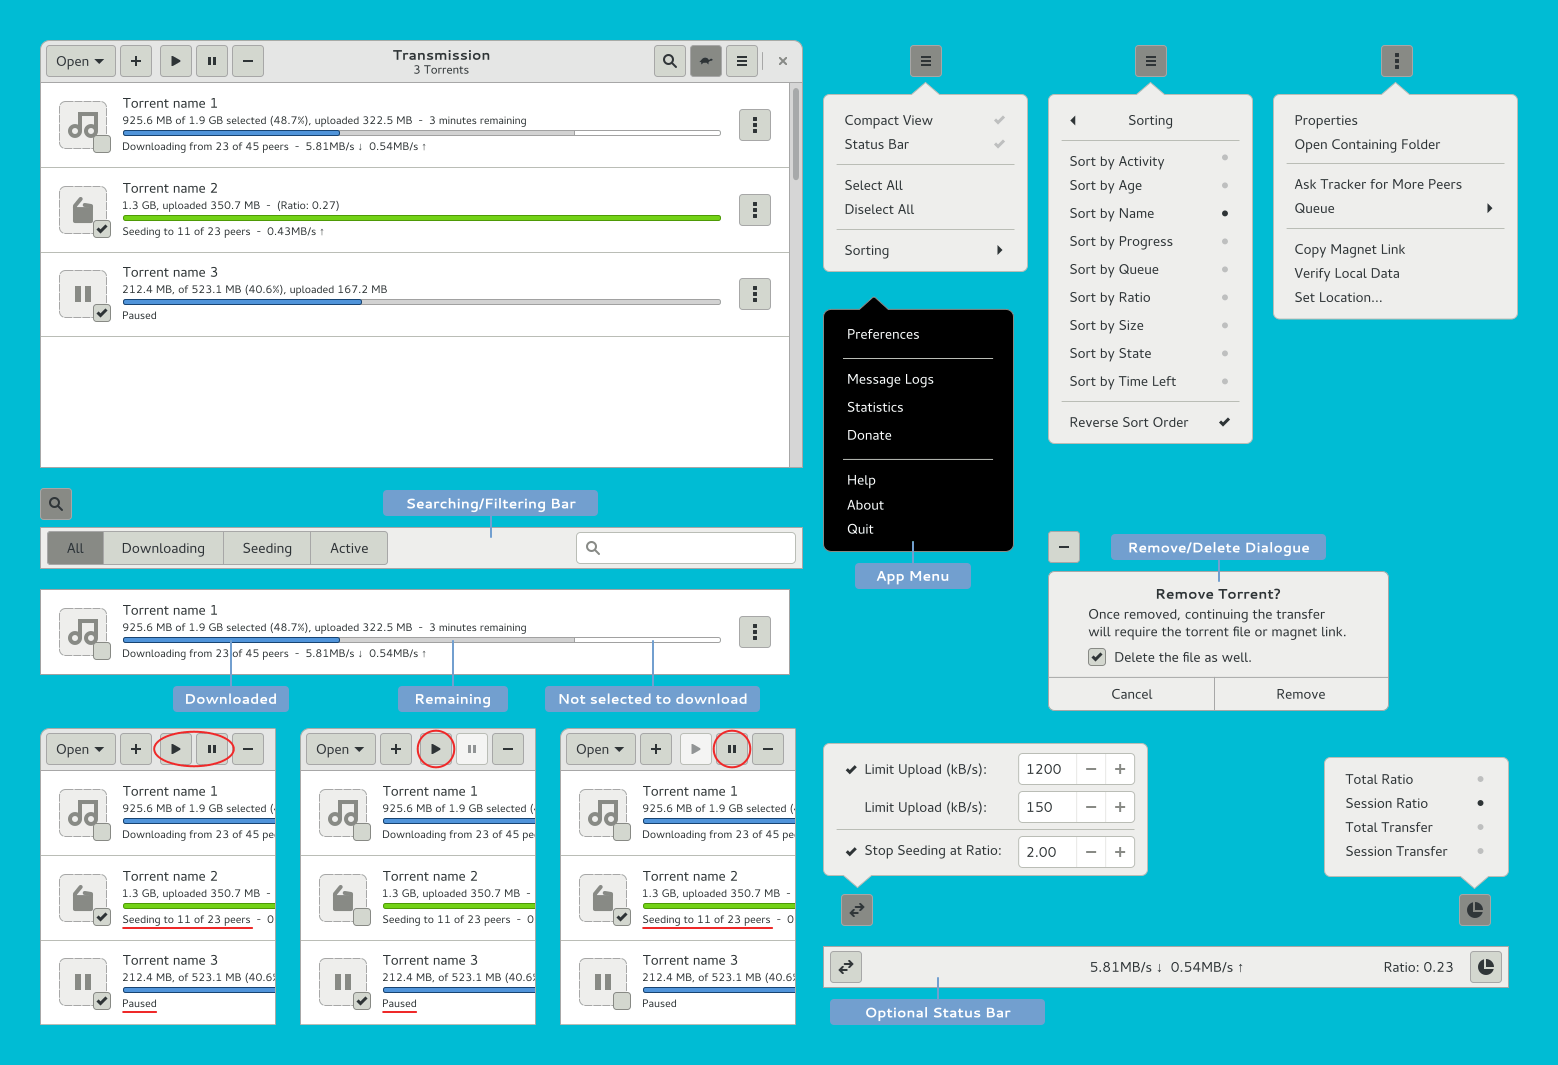 Open
Transmission
3 Torrents
Torrent name 1
925.6 MB of 1.9 GB selected (48.7%), uploaded 322.5 MB - 3 minutes remaining
Downloading from 23 of 45 peers - 5.81MB/s ↓ 0.54MB/s ↑
Torrent name 2
1.3 GB, uploaded 350.7 MB - (Ratio: 0.27)
Seeding to 11 of 23 peers - 0.43MB/s ↑
Torrent name 3
212.4 MB, of 523.1 MB (40.6%), uploaded 167.2 MB
Paused
Compact View
Status Bar
Select All
Diselect All
Sorting
Preferences
Message Logs
Statistics
Donate
Help
About
Quit
App Menu
Sorting
Sort by Activity
Sort by Age
Sort by Name
Sort by Progress
Sort by Queue
Sort by Ratio
Sort by Size
Sort by State
Sort by Time Left
Reverse Sort Order
Properties
Open Containing Folder
Ask Tracker for More Peers
Queue
Copy Magnet Link
Verify Local Data
Set Location...
Searching/Filtering Bar
All Downloading Seeding Active
Torrent name 1
925.6 MB of 1.9 GB selected (48.7%), uploaded 322.5 MB - 3 minutes remaining
Downloading from 23 of 45 peers - 5.81MB/s ↓ 0.54MB/s ↑
Downloaded
Remaining
Not selected to download
Remove/Delete Dialogue
Remove Torrent?
Once removed, continuing the transfer
will require the torrent file or magnet link.
Delete the file as well.
Cancel Remove
Open
Torrent name 1
925.6 MB of 1.9 GB selected (
Downloading from 23 of 45 pe
Torrent name 2
1.3 GB, uploaded 350.7 MB -
Seeding to 11 of 23 peers - 0
Torrent name 3
212.4 MB, of 523.1 MB (40.6%
Paused
Open
Torrent name 1
925.6 MB of 1.9 GB selected (
Downloading from 23 of 45 pe
Torrent name 2
1.3 GB, uploaded 350.7 MB -
Seeding to 11 of 23 peers - 0
Torrent name 3
212.4 MB, of 523.1 MB (40.6%
Paused
Open
Torrent name 1
925.6 MB of 1.9 GB selected (
Downloading from 23 of 45 pe
Torrent name 2
1.3 GB, uploaded 350.7 MB -
Seeding to 11 of 23 peers - 0
Torrent name 3
212.4 MB, of 523.1 MB (40.6%
Paused
Limit Upload (kB/s): 1200
Limit Upload (kB/s): 150
Stop Seeding at Ratio: 2.00
Total Ratio
Session Ratio
Total Transfer
Session Transfer
5.81MB/s ↓ 0.54MB/s ↑
Ratio: 0.23
Optional Status Bar